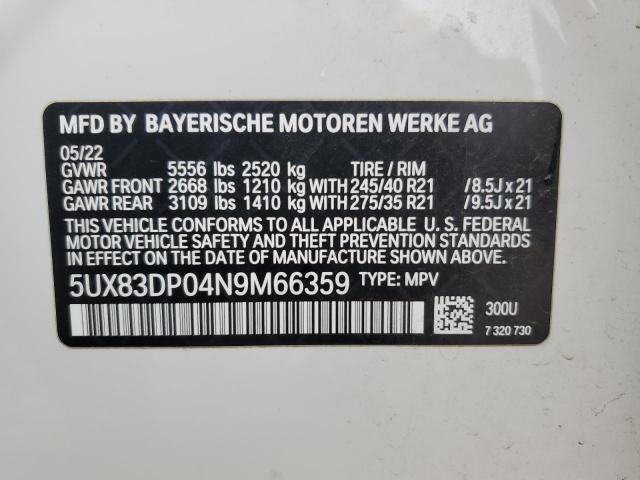 MFD BY BAYERISCHE MOTOREN WERKE AG
05/22
GVWR 5556 lbs 2520 kg TIRE / RIM
GAWR FRONT 2668 lbs 1210 kg WITH 245/40 R21 /8.5J x 21
GAWR REAR 3109 lbs 1410 kg WITH 275/35 R21 /9.5J x 21
THIS VEHICLE CONFORMS TO ALL APPLICABLE U. S. FEDERAL
MOTOR VEHICLE SAFETY AND THEFT PREVENTION STANDARDS
IN EFFECT ON THE DATE OF MANUFACTURE SHOWN ABOVE.
5UX83DP04N9M66359 TYPE: MPV
300U
7 320 730